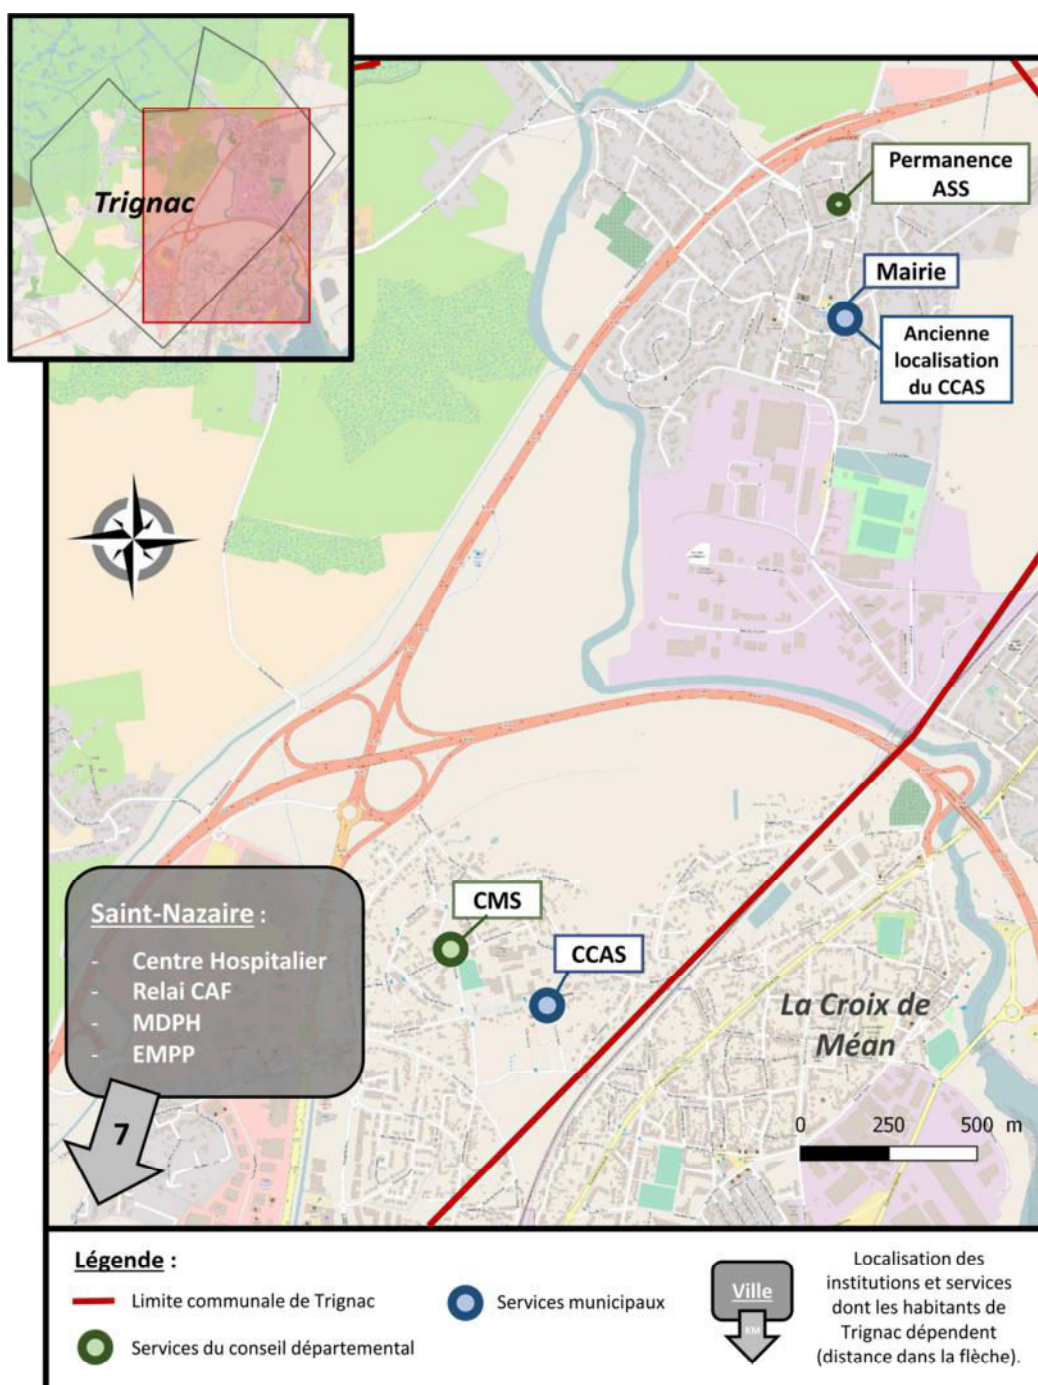 Trignac
Permanence
ASS
Mairie
Ancienne
localisation
du CCAS
CMS
CCAS
Saint-Nazaire :
- Centre Hospitalier
- Relai CAF
- MDPH
- EMPP
7
La Croix de
Méan
0 250 500 m
Légende :
Limite communale de Trignac
Services du conseil départemental
Services municipaux
Ville
KM
Localisation des
institutions et services
dont les habitants de
Trignac dépendent
(distance dans la flèche).